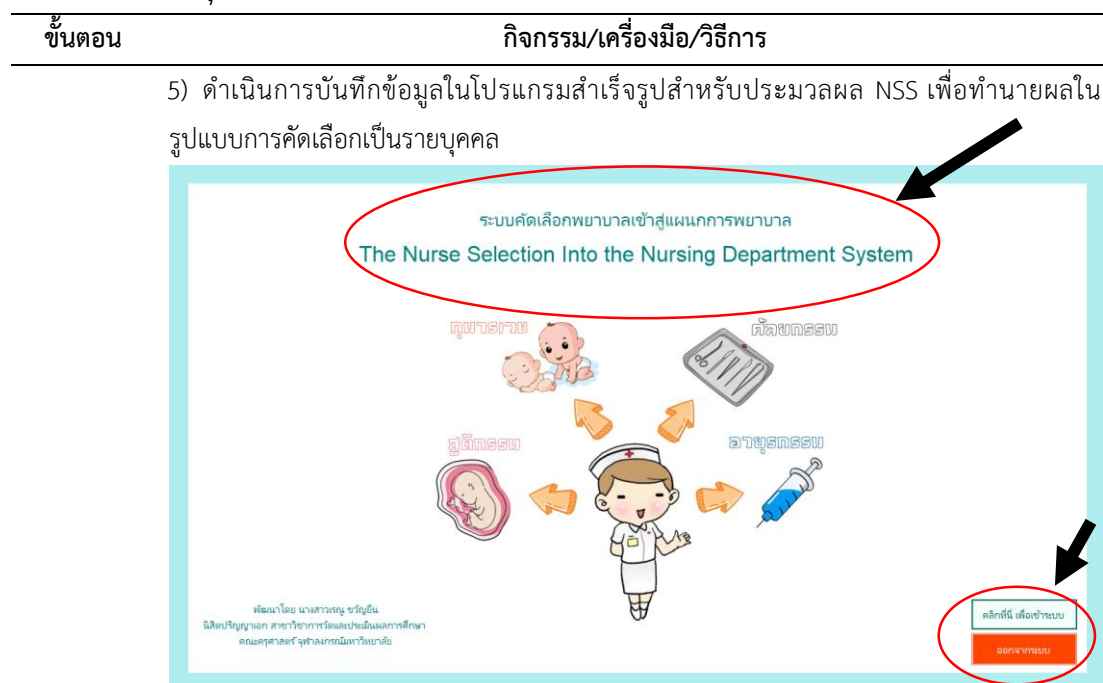 ขั้นตอน กิจกรรม/เครื่องมือ/วิธีการ
5) ดำเนินการบันทึกข้อมูลในโปรแกรมสำเร็จรูปสำหรับประมวลผล NSS เพื่อทำนายผลใน
รูปแบบการคัดเลือกเป็นรายบุคคล
ระบบคัดเลือกพยาบาลเข้าสู่แผนกการพยาบาล
The Nurse Selection Into the Nursing Department System
กุมารเวช ศัลยกรรม
สูติกรรม อายุรกรรม
พัฒนาโดย นางสาวเรณู ขวัญยืน
นิสิตปริญญาเอก สาขาวิชาการวัดและประเมินผลการศึกษา
คณะครุศาสตร์ จุฬาลงกรณ์มหาวิทยาลัย
คลิกที่นี่ เพื่อเข้าระบบ
ออกจากระบบ